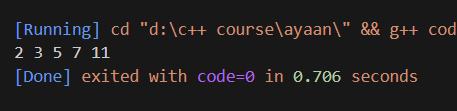 [Running] cd "d:\c++ course\ayaan\" && g++ cod
2 3 5 7 11
[Done] exited with code=0 in 0.706 seconds